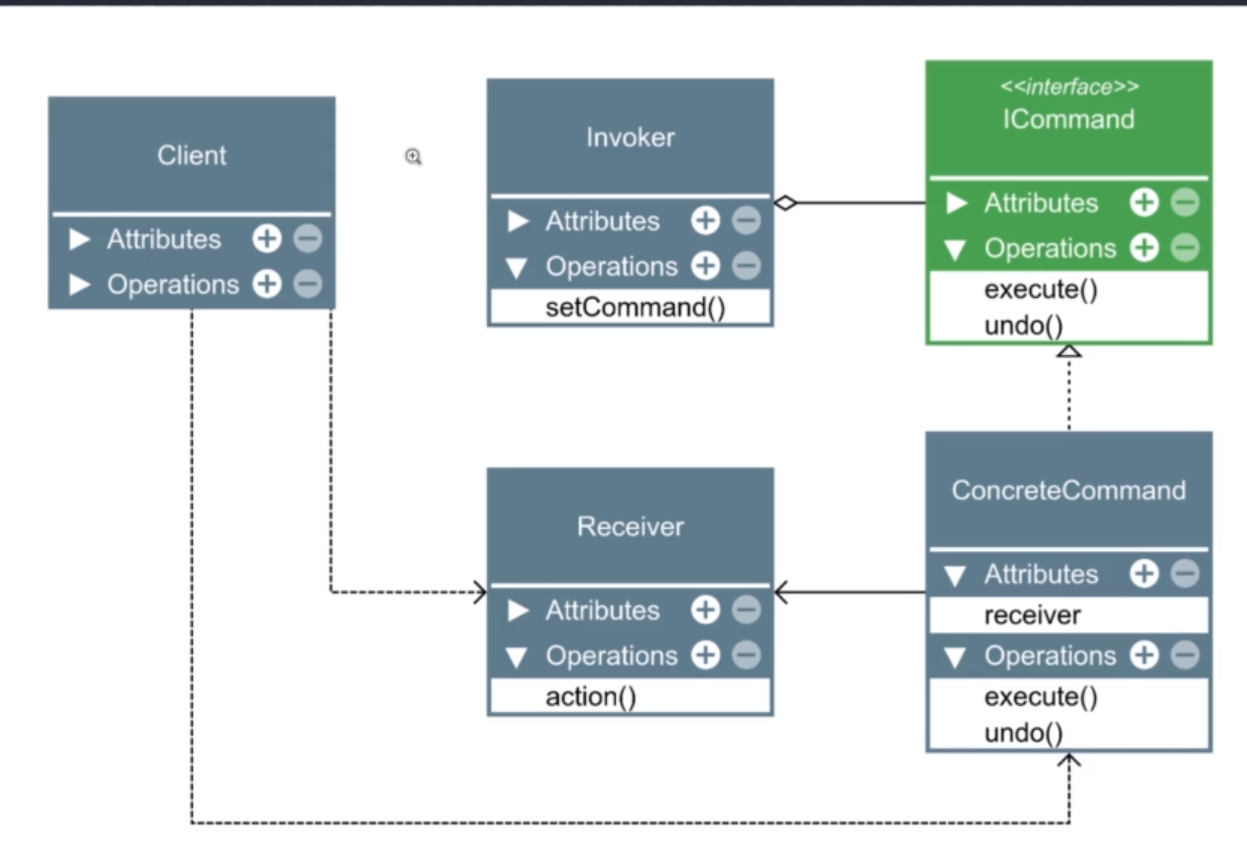 Client
Attributes
Operations
Invoker
Attributes
Operations
setCommand()
<<interface>>
ICommand
Attributes
Operations
execute()
undo()
Receiver
Attributes
Operations
action()
ConcreteCommand
Attributes
receiver
Operations
execute()
undo()